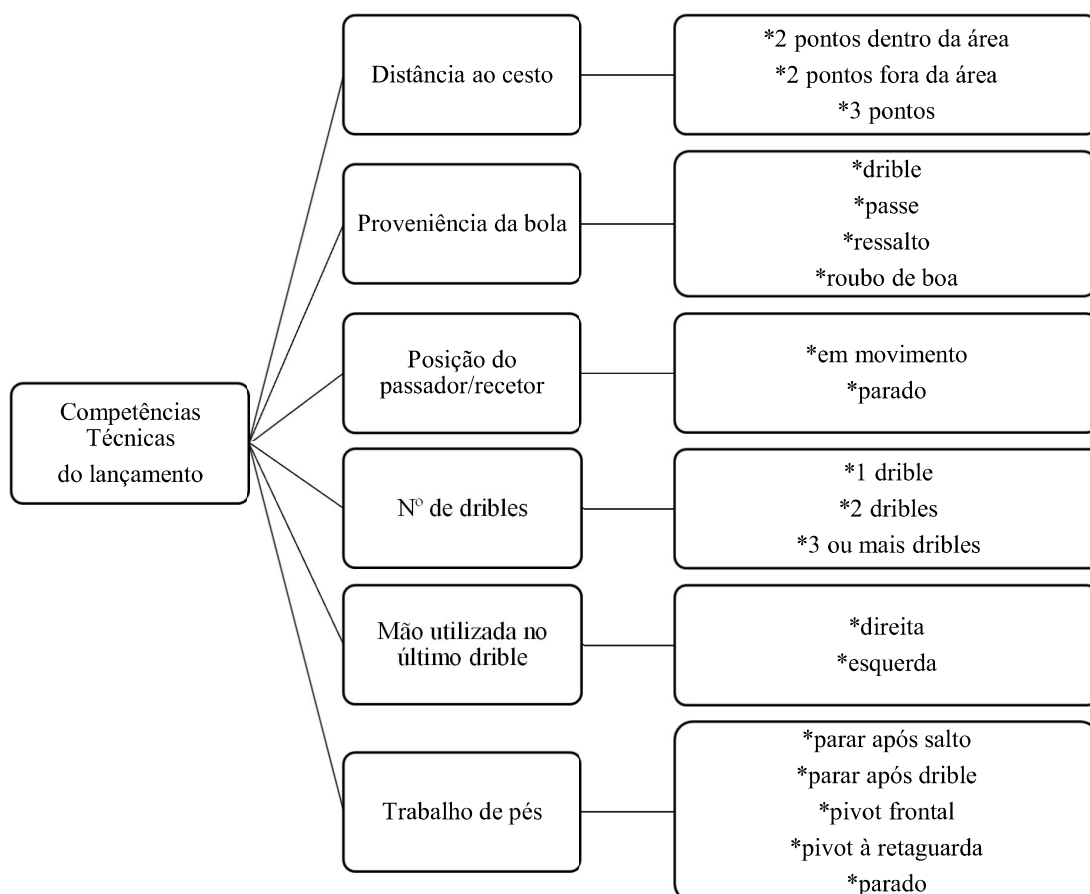 Distância ao cesto
*2 pontos dentro da área
*2 pontos fora da área
*3 pontos
Proveniência da bola
*drible
*passe
*ressalto
*roubo de boa
Posição do
passador/recetor
*em movimento
*parado
Competências
Técnicas
do lançamento
Nº de dribles
*1 drible
*2 dribles
*3 ou mais dribles
Mão utilizada no
último drible
*direita
*esquerda
Trabalho de pés
*parar após salto
*parar após drible
*pivot frontal
*pivot à retaguarda
*parado